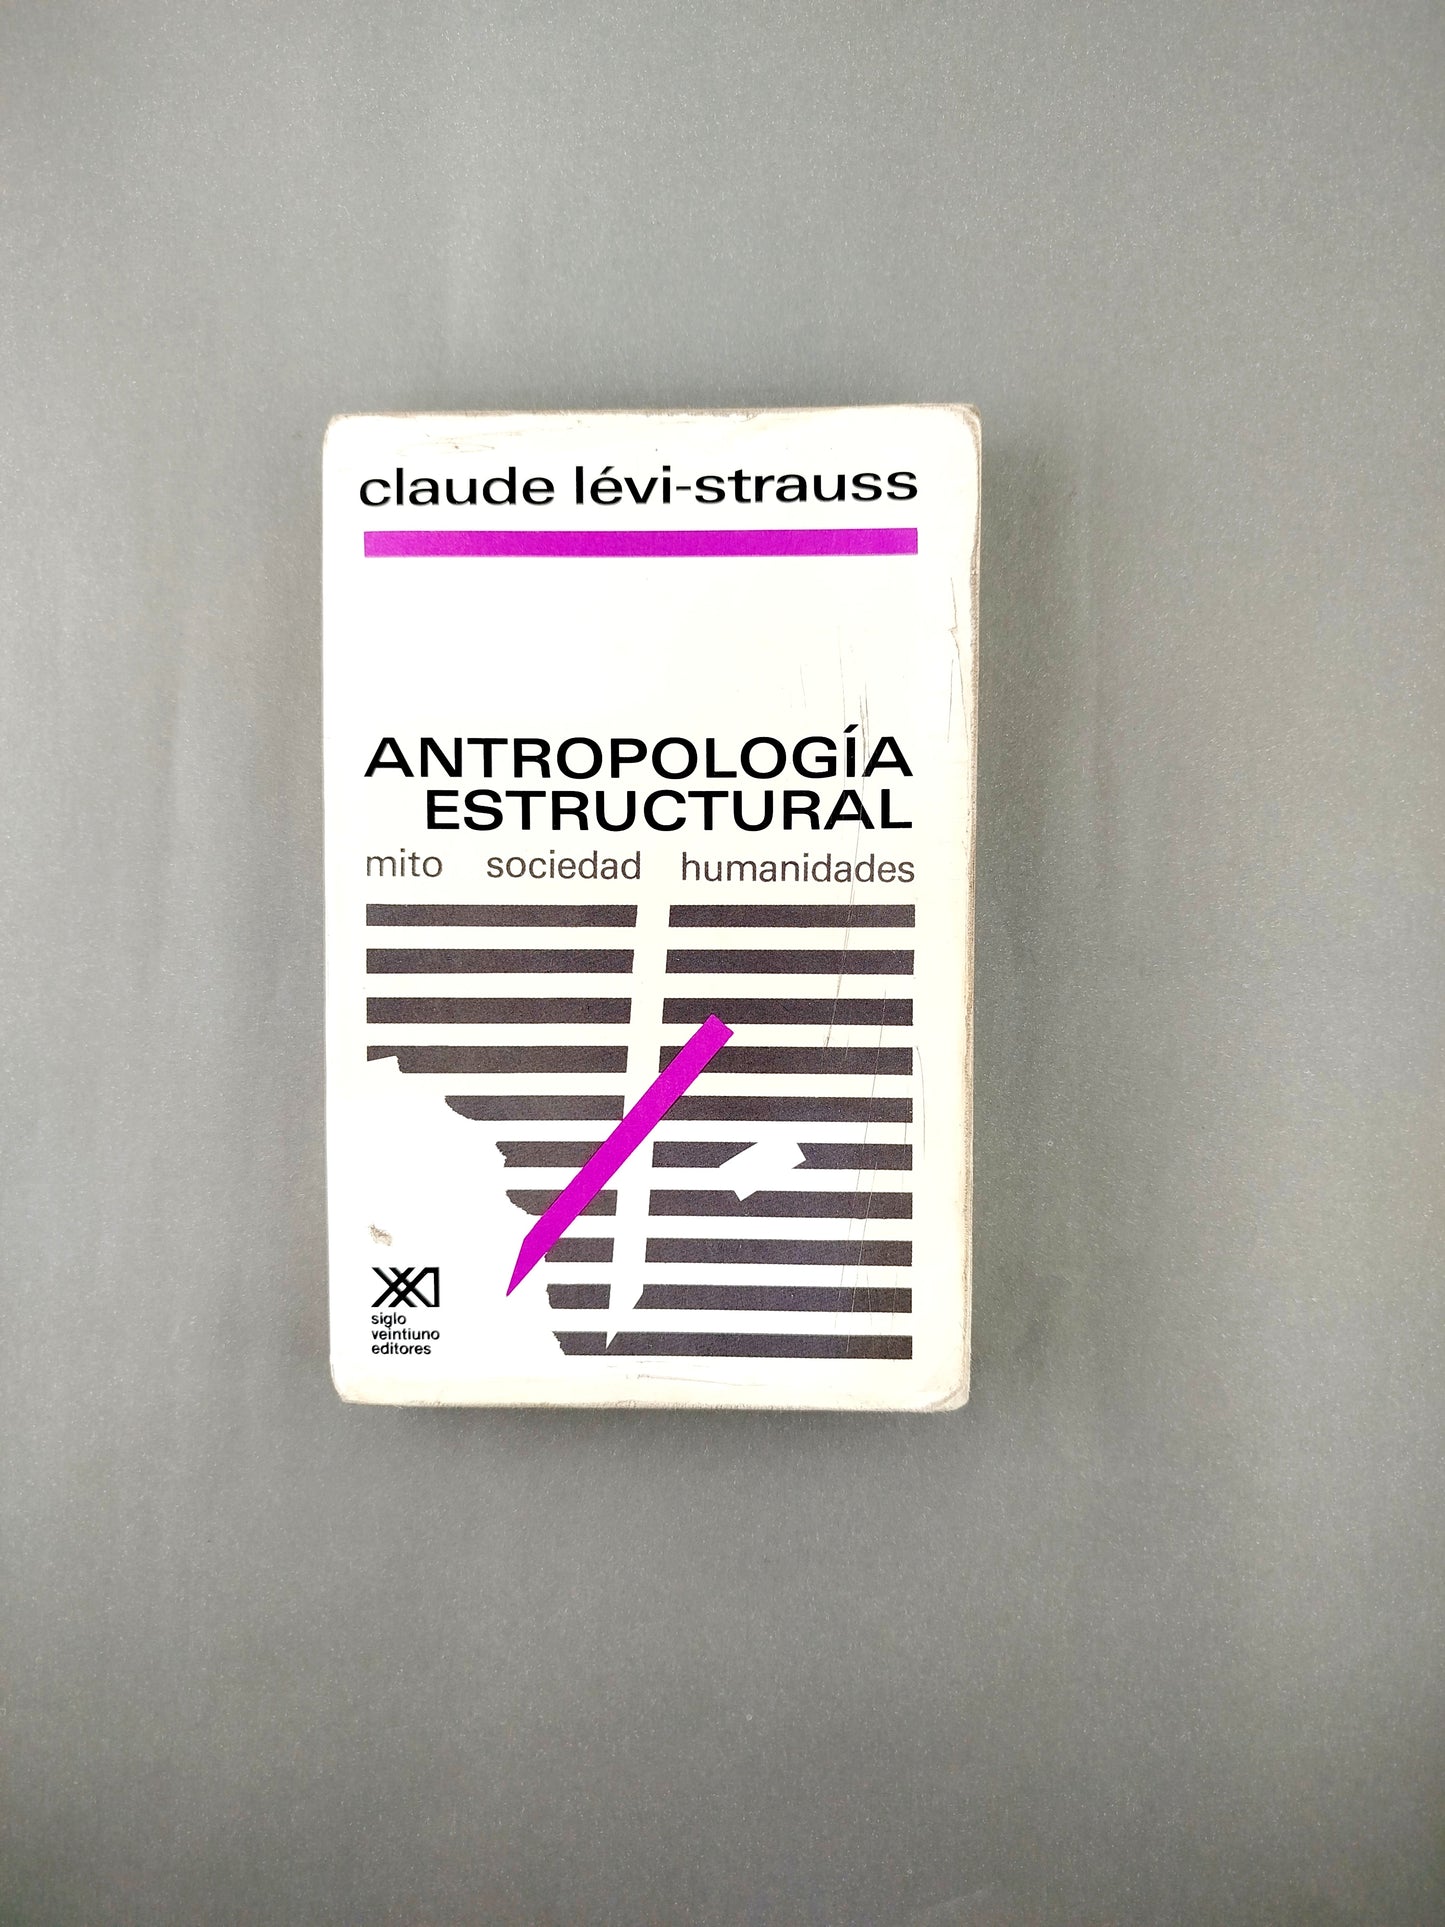 claude lévi-strauss
ANTROPOLOGÍA
ESTRUCTURAL
mito sociedad humanidades
siglo
veintiuno
editores